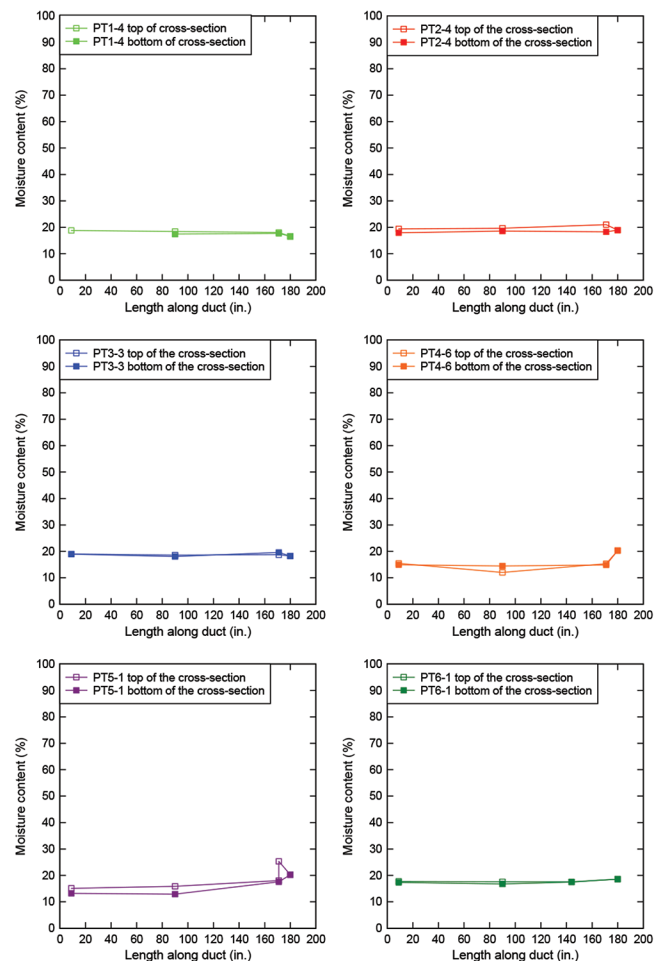 PT1-4 top of cross-section
PT1-4 bottom of cross-section
100
90
80
70
60
50
40
30
20
10
0
Moisture content (%)
0 20 40 60 80 100 120 140 160 180 200
Length along duct (in.)
PT2-4 top of the cross-section
PT2-4 bottom of the cross-section
100
90
80
70
60
50
40
30
20
10
0
Moisture content (%)
0 20 40 60 80 100 120 140 160 180 200
Length along duct (in.)
PT3-3 top of the cross-section
PT3-3 bottom of the cross-section
100
90
80
70
60
50
40
30
20
10
0
Moisture content (%)
0 20 40 60 80 100 120 140 160 180 200
Length along duct (in.)
PT4-6 top of the cross-section
PT4-6 bottom of the cross-section
100
90
80
70
60
50
40
30
20
10
0
Moisture content (%)
0 20 40 60 80 100 120 140 160 180 200
Length along duct (in.)
PT5-1 top of the cross-section
PT5-1 bottom of the cross-section
100
90
80
70
60
50
40
30
20
10
0
Moisture content (%)
0 20 40 60 80 100 120 140 160 180 200
Length along duct (in.)
PT6-1 top of the cross-section
PT6-1 bottom of the cross-section
100
90
80
70
60
50
40
30
20
10
0
Moisture content (%)
0 20 40 60 80 100 120 140 160 180 200
Length along duct (in.)